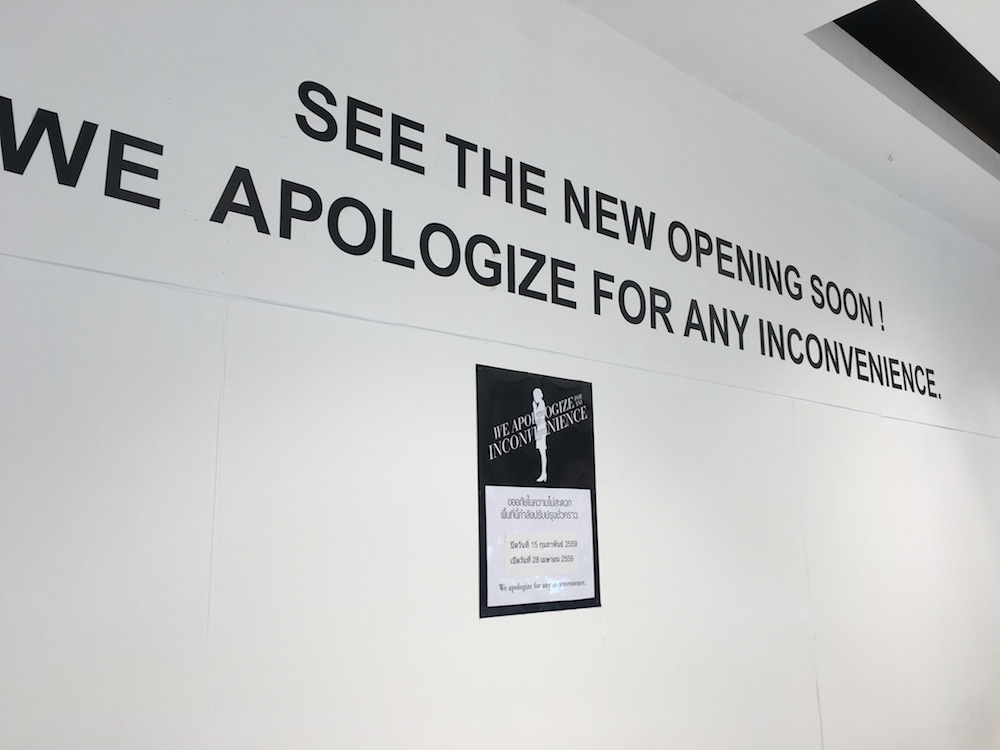 SEE THE NEW OPENING SOON !
WE APOLOGIZE FOR ANY INCONVENIENCE.
WE APOLOGIZE FOR ANY
INCONVENIENCE
ขออภัยในความไม่สะดวก
พื้นที่นี้กำลังปรับปรุงชั่วคราว
ปิดวันที่ 15 กุมภาพันธ์ 2559
เปิดวันที่ 28 เมษายน 2559
We apologize for any inconvenience.